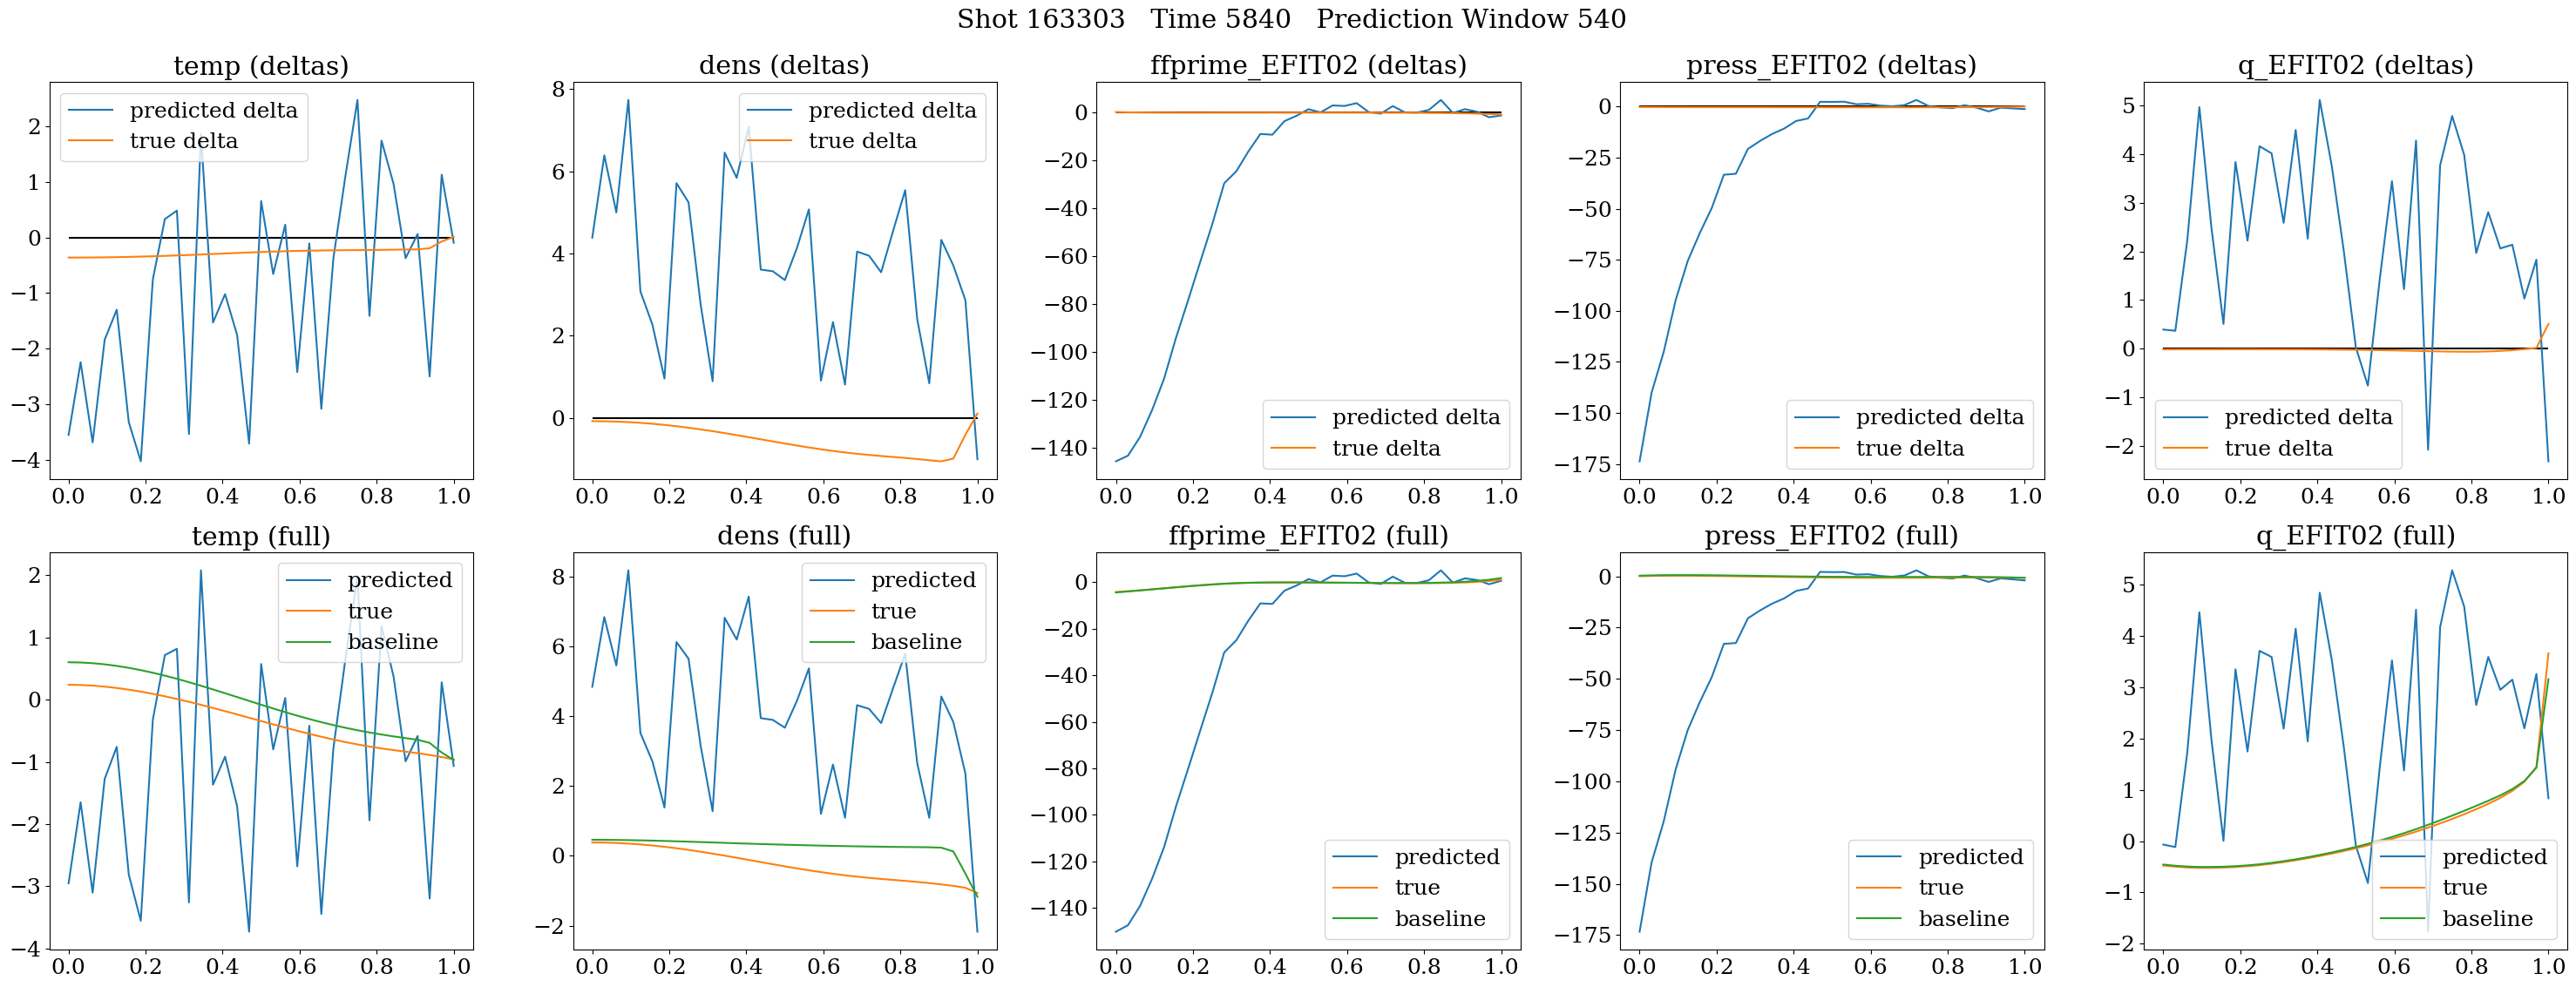 Shot 163303   Time 5840   Prediction Window 540
temp (deltas)
predicted delta
true delta
2
1
0
−1
−2
−3
−4
0.0 0.2 0.4 0.6 0.8 1.0
dens (deltas)
predicted delta
true delta
8
6
4
2
0
0.0 0.2 0.4 0.6 0.8 1.0
ffprime_EFIT02 (deltas)
0
−20
−40
−60
−80
−100
−120
−140
predicted delta
true delta
0.0 0.2 0.4 0.6 0.8 1.0
press_EFIT02 (deltas)
0
−25
−50
−75
−100
−125
−150
−175
predicted delta
true delta
0.0 0.2 0.4 0.6 0.8 1.0
q_EFIT02 (deltas)
5
4
3
2
1
0
−1
−2
predicted delta
true delta
0.0 0.2 0.4 0.6 0.8 1.0
temp (full)
predicted
true
baseline
2
1
0
−1
−2
−3
−4
0.0 0.2 0.4 0.6 0.8 1.0
dens (full)
predicted
true
baseline
8
6
4
2
0
−2
0.0 0.2 0.4 0.6 0.8 1.0
ffprime_EFIT02 (full)
0
−20
−40
−60
−80
−100
−120
−140
predicted
true
baseline
0.0 0.2 0.4 0.6 0.8 1.0
press_EFIT02 (full)
0
−25
−50
−75
−100
−125
−150
−175
predicted
true
baseline
0.0 0.2 0.4 0.6 0.8 1.0
q_EFIT02 (full)
5
4
3
2
1
0
−1
−2
predicted
true
baseline
0.0 0.2 0.4 0.6 0.8 1.0